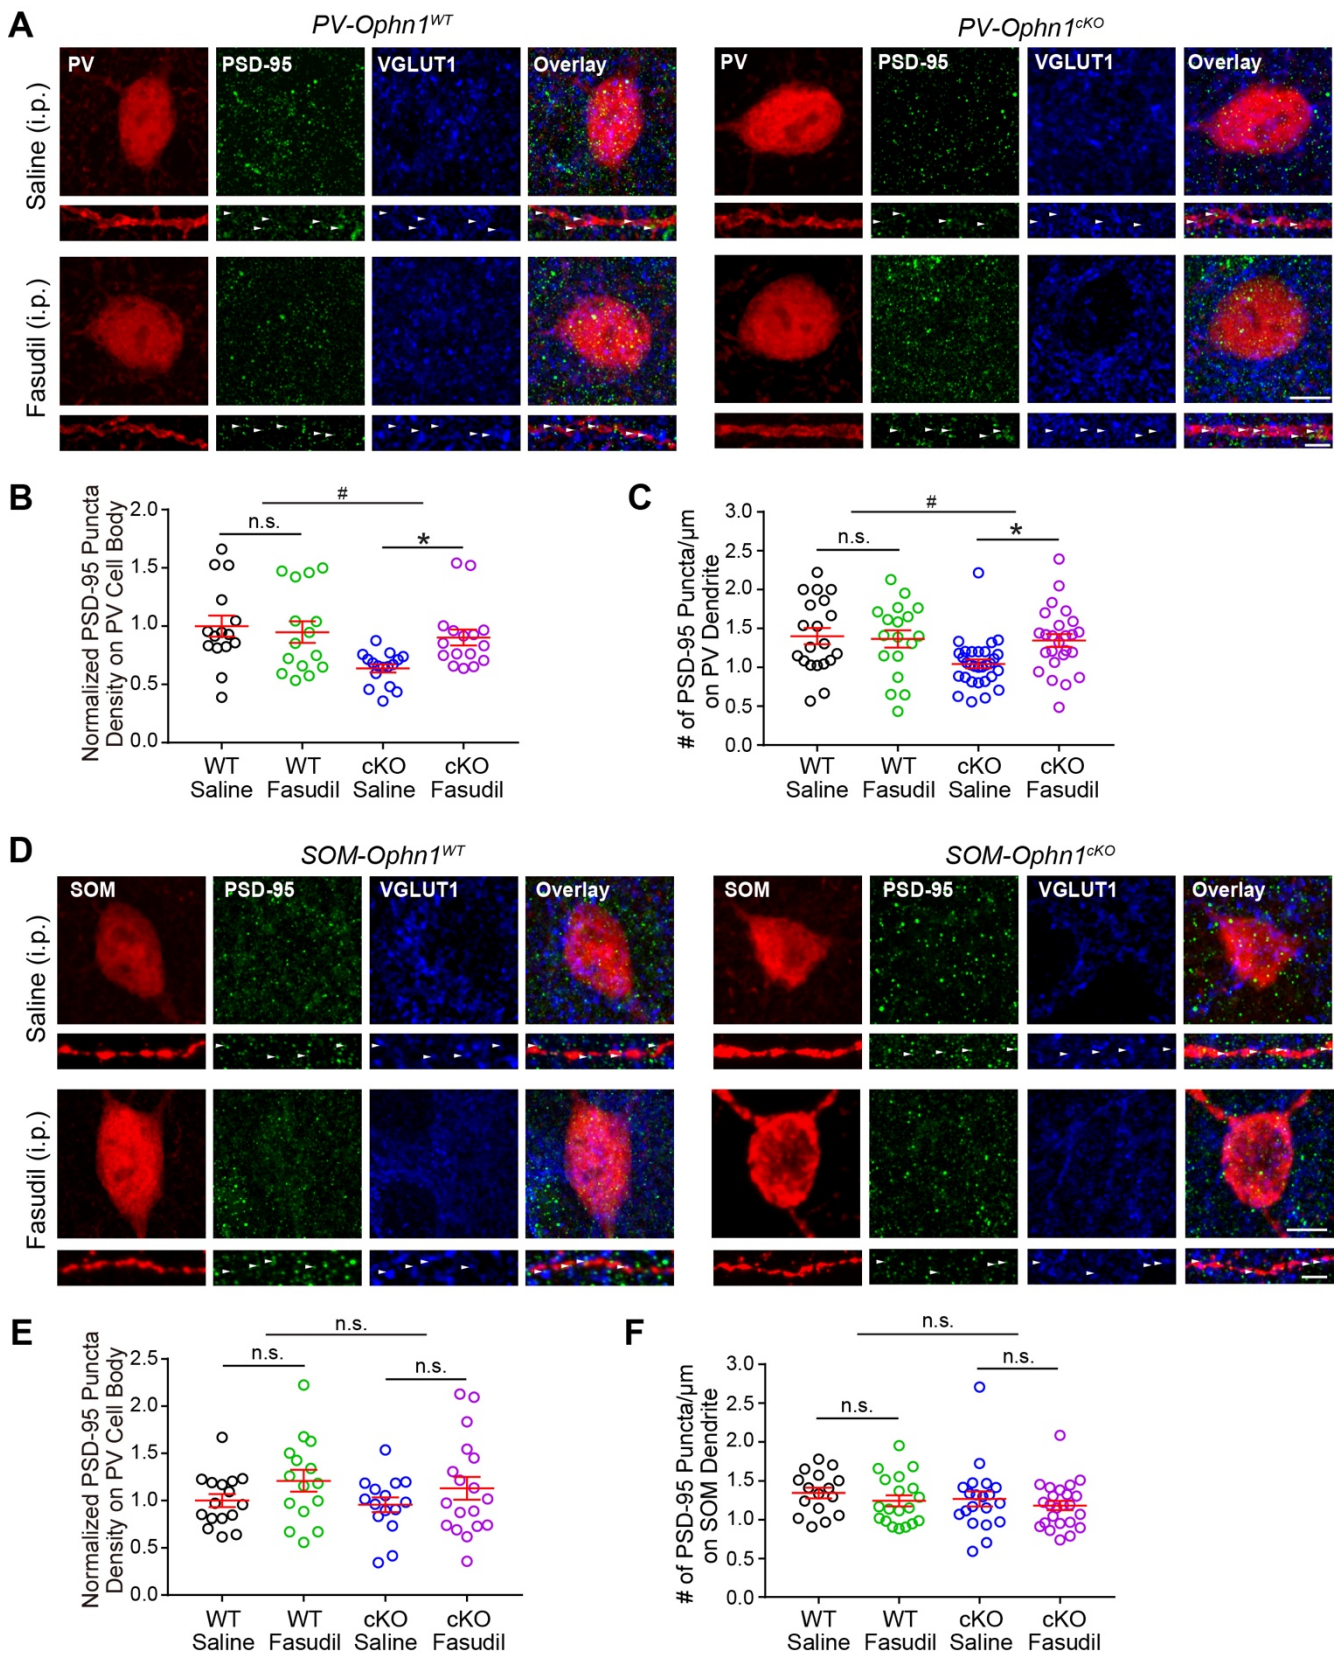 A
PV-Ophn1WT
PV-Ophn1cKO
PV
PSD-95
VGLUT1
Overlay
PV
PSD-95
VGLUT1
Overlay
Saline (i.p.)
Fasudil (i.p.)
B
Normalized PSD-95 Puncta
Density on PV Cell Body
2.0
1.5
1.0
0.5
0.0
#
n.s.
*
WT
Saline
WT
Fasudil
cKO
Saline
cKO
Fasudil
C
# of PSD-95 Puncta/μm
on PV Dendrite
3.0
2.5
2.0
1.5
1.0
0.5
0.0
#
n.s.
*
WT
Saline
WT
Fasudil
cKO
Saline
cKO
Fasudil
D
SOM-Ophn1WT
SOM-Ophn1cKO
SOM
PSD-95
VGLUT1
Overlay
SOM
PSD-95
VGLUT1
Overlay
Saline (i.p.)
Fasudil (i.p.)
E
Normalized PSD-95 Puncta
Density on PV Cell Body
2.5
2.0
1.5
1.0
0.5
0.0
n.s.
n.s.
n.s.
WT
Saline
WT
Fasudil
cKO
Saline
cKO
Fasudil
F
# of PSD-95 Puncta/μm
on SOM Dendrite
3.0
2.5
2.0
1.5
1.0
0.5
0.0
n.s.
n.s.
n.s.
WT
Saline
WT
Fasudil
cKO
Saline
cKO
Fasudil